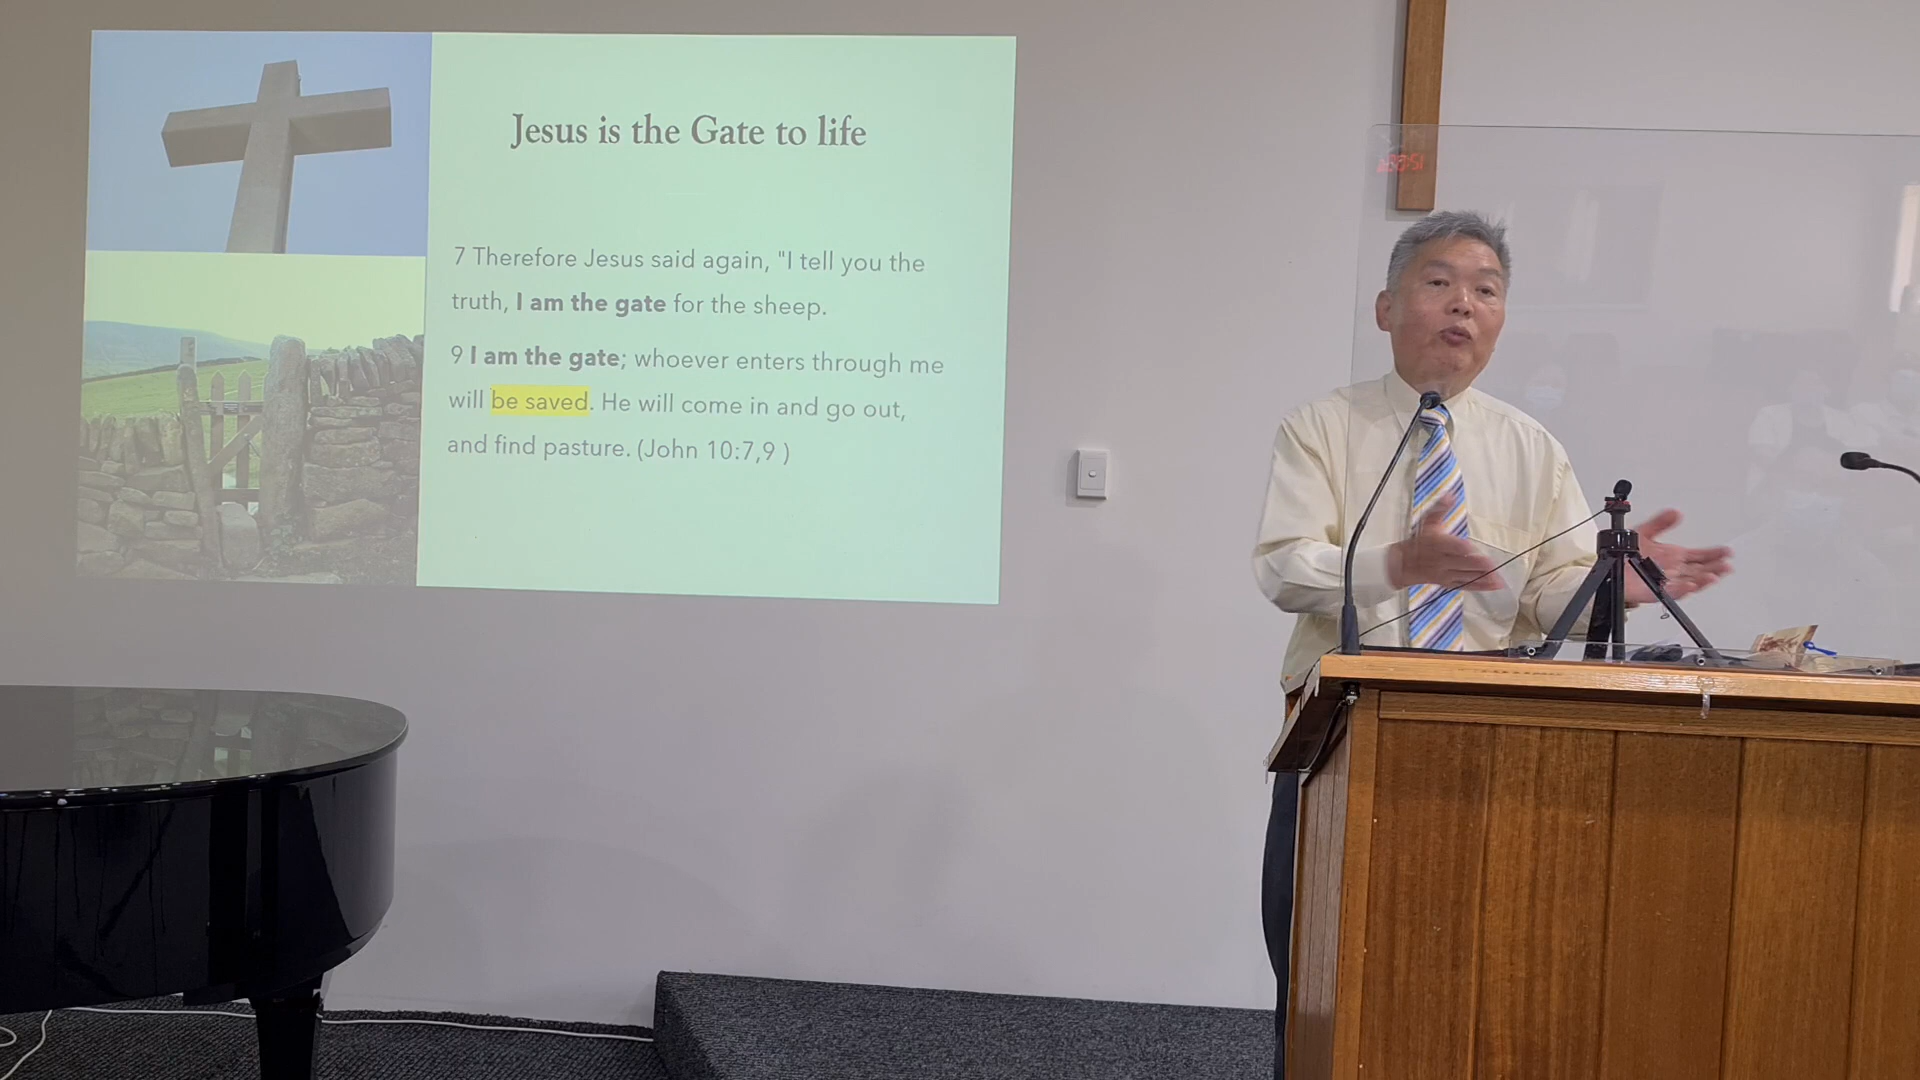 Jesus is the Gate to life
7 Therefore Jesus said again, "I tell you the
truth, I am the gate for the sheep.
9 I am the gate; whoever enters through me
will be saved. He will come in and go out,
and find pasture. (John 10:7,9 )